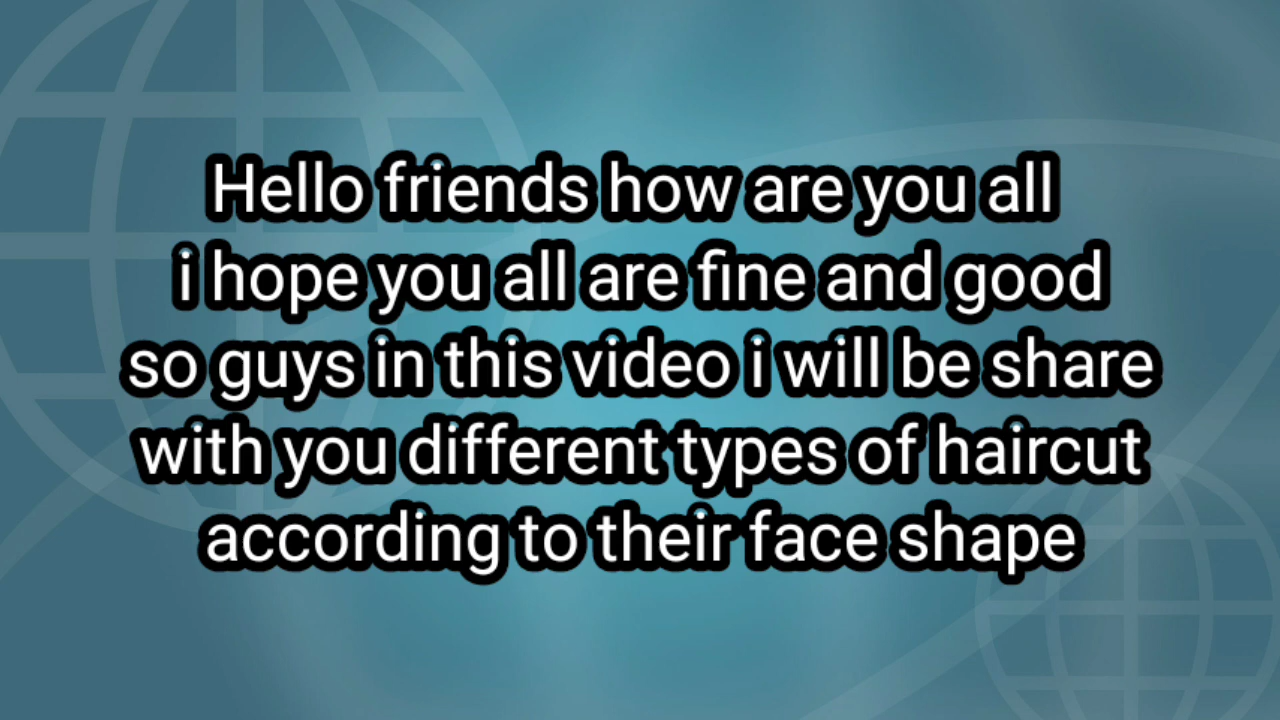 Hello friends how are you all
i hope you all are fine and good
so guys in this video i will be share
with you different types of haircut
according to their face shape